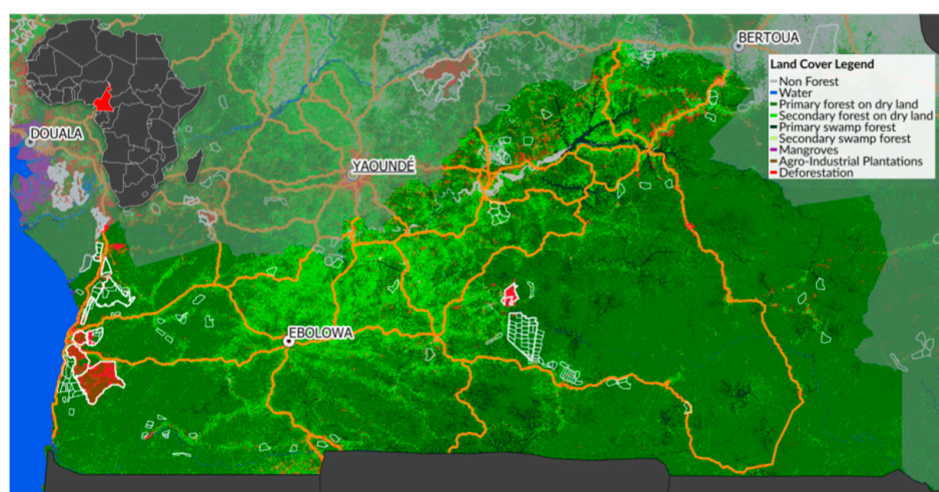 BERTOUA
Land Cover Legend
Non Forest
Water
Primary forest on dry land
Secondary forest on dry land
Primary swamp forest
Secondary swamp forest
Mangroves
Agro-Industrial Plantations
Deforestation
DOUALA
YAOUNDÉ
EBOLOWA